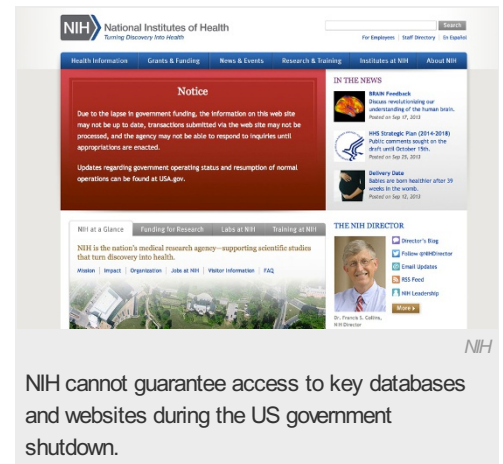 NIH National Institutes of Health
Turning Discovery Into Health
Search
For Employees | Staff Directory | En Español
Health Information Grants & Funding News & Events Research & Training Institutes at NIH About NIH
Notice
Due to the lapse in government funding, the information on this web site
may not be up to date, transactions submitted via the web site may not be
processed, and the agency may not be able to respond to inquiries until
appropriations are enacted.
Updates regarding government operating status and resumption of normal
operations can be found at USA.gov.
IN THE NEWS
BRAIN Feedback
Discuss revolutionizing our
understanding of the human brain.
Posted on Sep 17, 2013
HHS Strategic Plan (2014-2018)
Public comments sought on the
draft until October 15th.
Posted on Sep 25, 2013
Delivery Date
Babies are born healthier after 39
weeks in the womb.
Posted on Sep 12, 2013
NIH at a Glance Funding for Research Labs at NIH Training at NIH
NIH is the nation's medical research agency—supporting scientific studies
that turn discovery into health.
Mission | Impact | Organization | Jobs at NIH | Visitor Information | FAQ
THE NIH DIRECTOR
Director's Blog
Follow @NIHDirector
Email Updates
RSS Feed
NIH Leadership
More
Dr. Francis S. Collins,
NIH Director
NIH
NIH cannot guarantee access to key databases
and websites during the US government
shutdown.